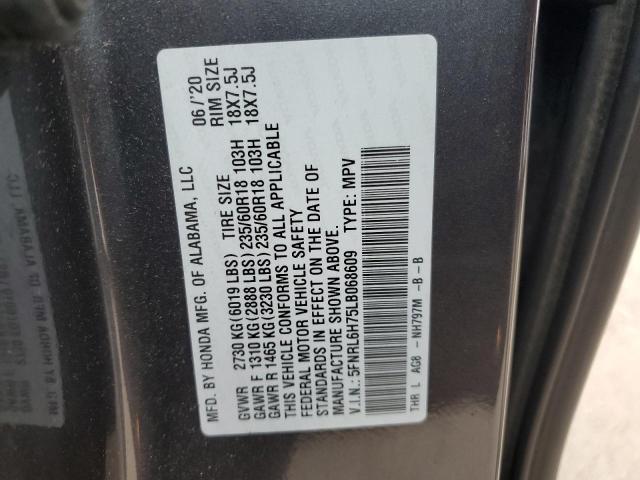 MFD. BY HONDA MFG. OF ALABAMA, LLC 06/'20
TIRE SIZE RIM SIZE
GVWR 2730 KG(6019 LBS)
GAWR F 1310 KG(2888 LBS) 235/60R18 103H 18X7.5J
GAWR R 1465 KG(3230 LBS) 235/60R18 103H 18X7.5J
THIS VEHICLE CONFORMS TO ALL APPLICABLE
FEDERAL MOTOR VEHICLE SAFETY
STANDARDS IN EFFECT ON THE DATE OF
MANUFACTURE SHOWN ABOVE.
V.I.N.: 5FNRL6H75LB068609 TYPE: MPV
THR L AG8 - NH797M -B -B